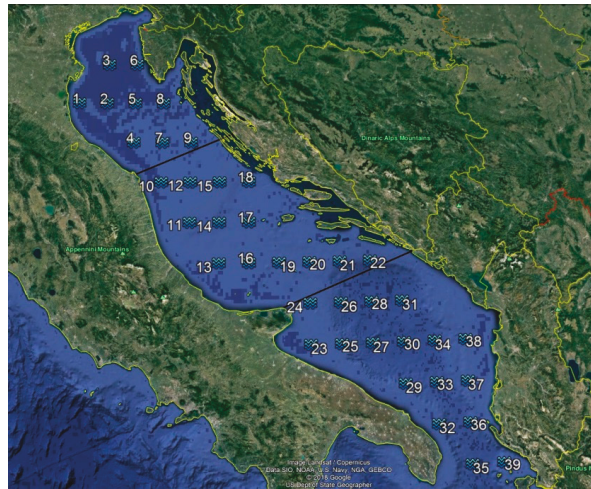 3 6
1 2 5 8
4 7 9
Dinaric Alps Mountains
10 12 15 18
Appennini Mountains
11 14 17
13 16 19 20 21 22
24 26 28 31
23 25 27 30 34 38
29 33 37
32 36
35 39
Image Landsat / Copernicus
Data SIO, NOAA, U.S. Navy, NGA, GEBCO
© 2018 Google
US Dept of State Geographer